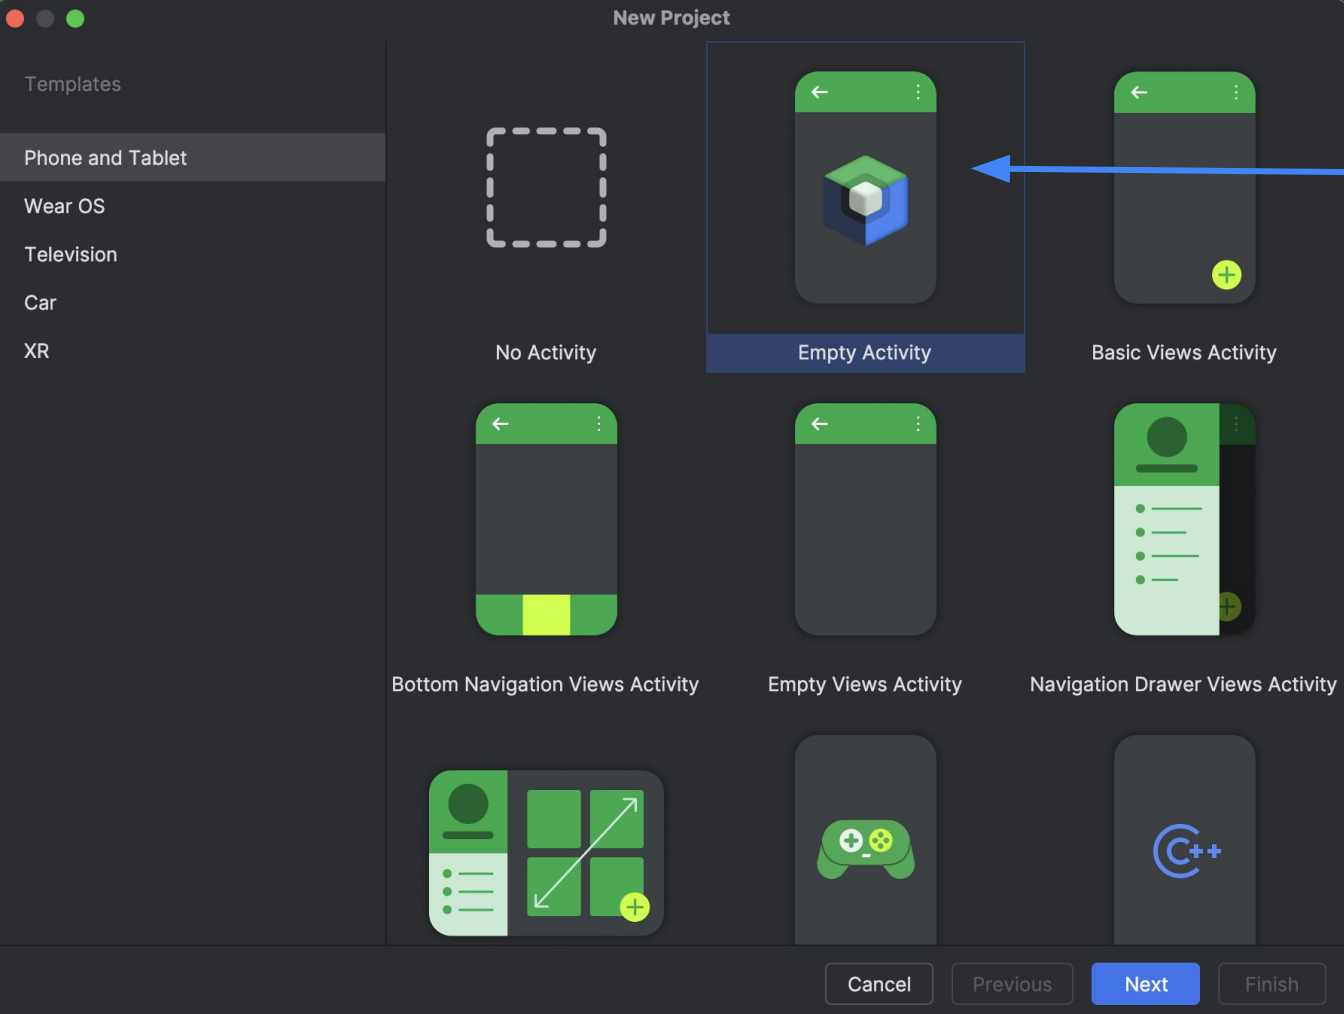 New Project
Templates
Phone and Tablet
Wear OS
Television
Car
XR
No Activity
Empty Activity
Basic Views Activity
Bottom Navigation Views Activity
Empty Views Activity
Navigation Drawer Views Activity
C++
Cancel
Previous
Next
Finish